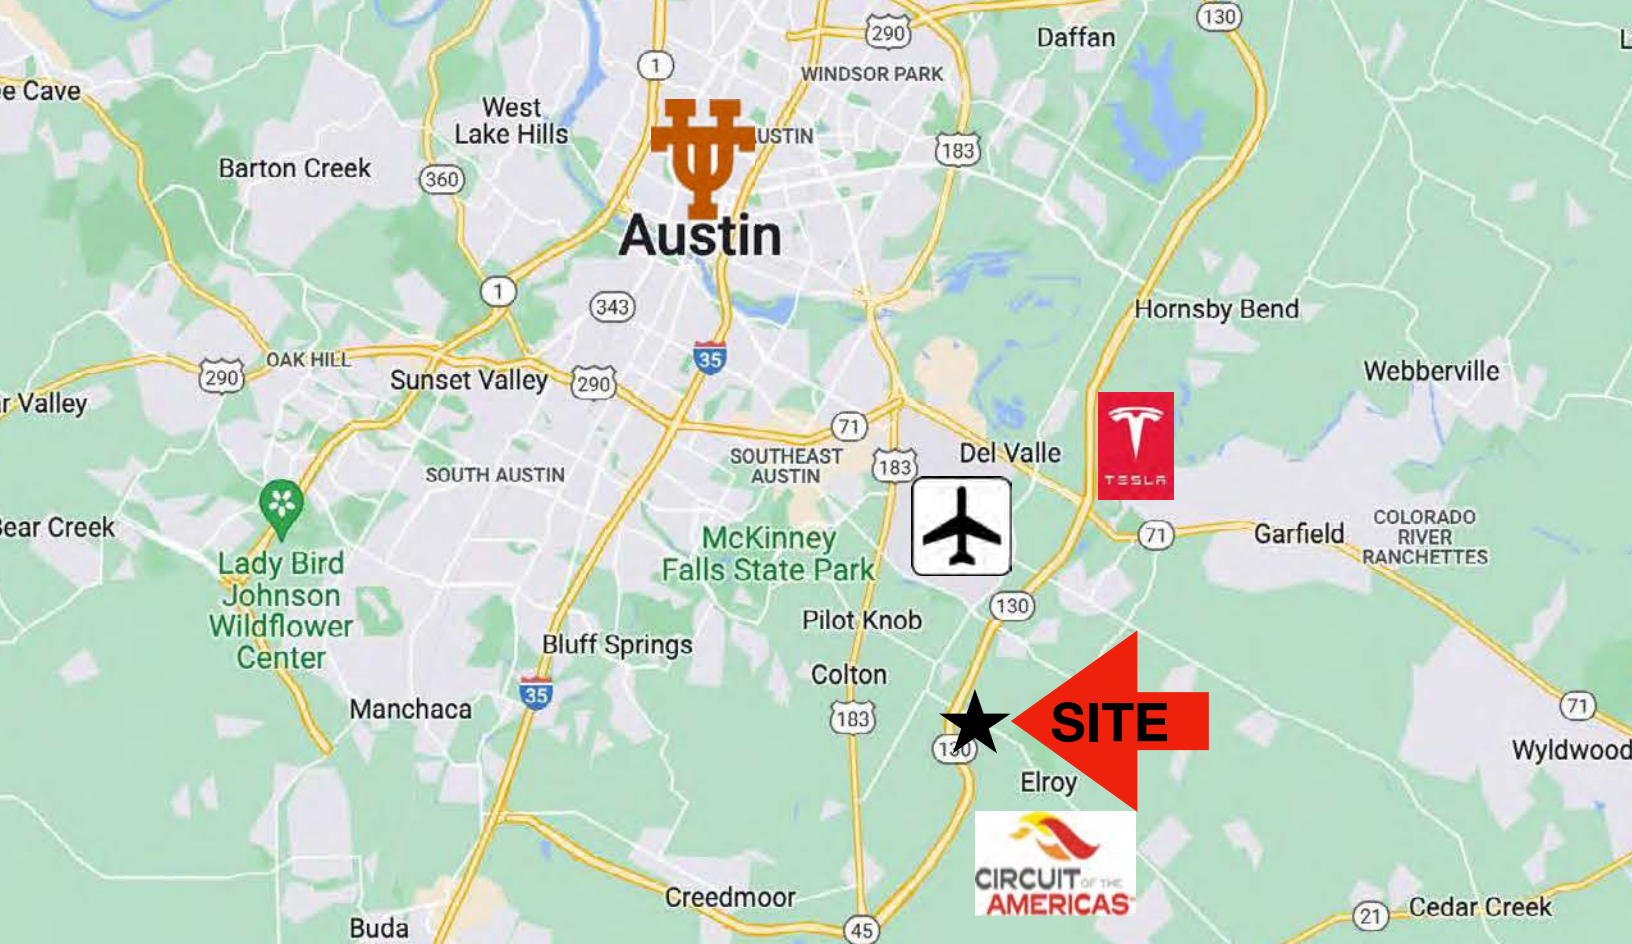 290
130
Daffan
1
WINDSOR PARK
e Cave
West
Lake Hills
USTIN
183
Barton Creek
360
Austin
1
343
Hornsby Bend
35
OAK HILL
290
Sunset Valley
290
Webberville
r Valley
71
SOUTHEAST
AUSTIN
183
Del Valle
TESLA
SOUTH AUSTIN
Bear Creek
McKinney
Falls State Park
71
Garfield
COLORADO
RIVER
RANCHETTES
Lady Bird
Johnson
Wildflower
Center
130
Pilot Knob
Bluff Springs
Colton
35
Manchaca
183
SITE
130
71
Wyldwood
Elroy
CIRCUIT OF THE
AMERICAS
Creedmoor
Buda
45
21
Cedar Creek